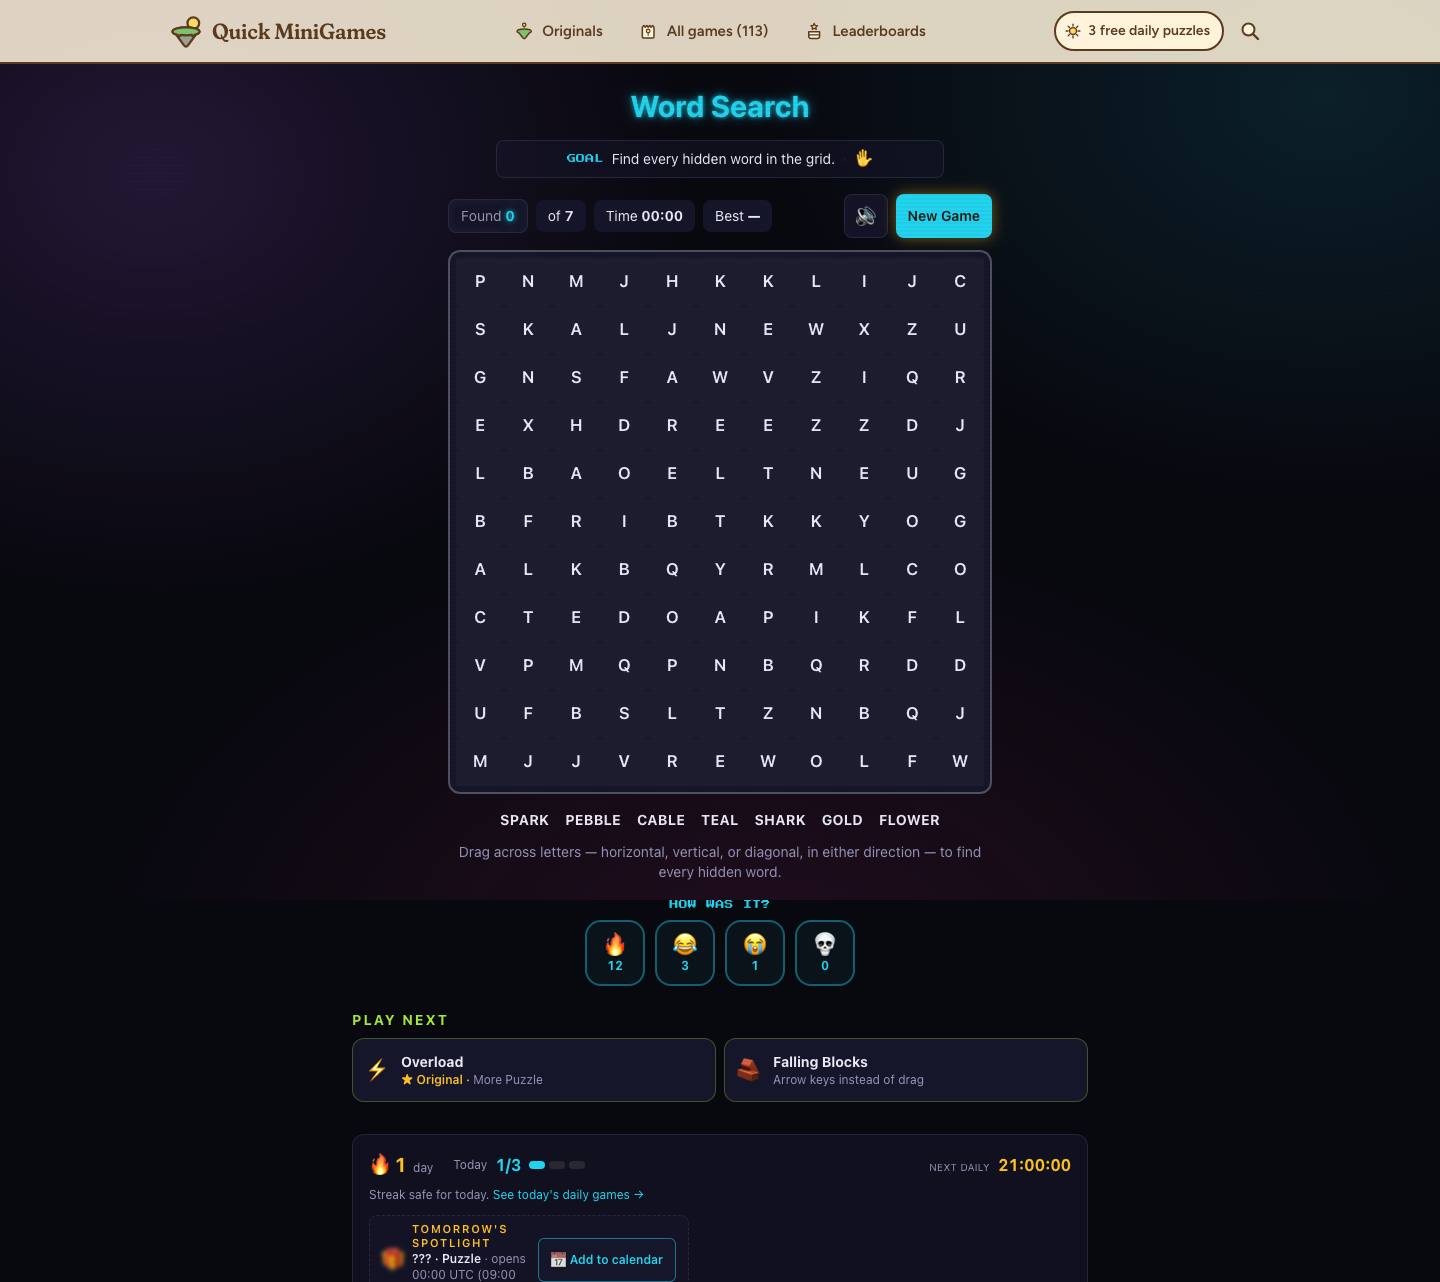 Quick MiniGames
Originals
All games (113)
Leaderboards
3 free daily puzzles
Word Search
GOAL Find every hidden word in the grid.
Found 0
of 7
Time 00:00
Best —
New Game
P N M J H K K L I J C
S K A L J N E W X Z U
G N S F A W V Z I Q R
E X H D R E E Z Z D J
L B A O E L T N E U G
B F R I B T K K Y O G
A L K B Q Y R M L C O
C T E D O A P I K F L
V P M Q P N B Q R D D
U F B S L T Z N B Q J
M J J V R E W O L F W
SPARK PEBBLE CABLE TEAL SHARK GOLD FLOWER
Drag across letters — horizontal, vertical, or diagonal, in either direction — to find
every hidden word.
HOW WAS IT?
12
3
1
0
PLAY NEXT
Overload
★ Original · More Puzzle
Falling Blocks
Arrow keys instead of drag
1 day
Today 1/3
NEXT DAILY 21:00:00
Streak safe for today. See today's daily games →
TOMORROW'S
SPOTLIGHT
??? · Puzzle · opens
00:00 UTC (09:00
Add to calendar